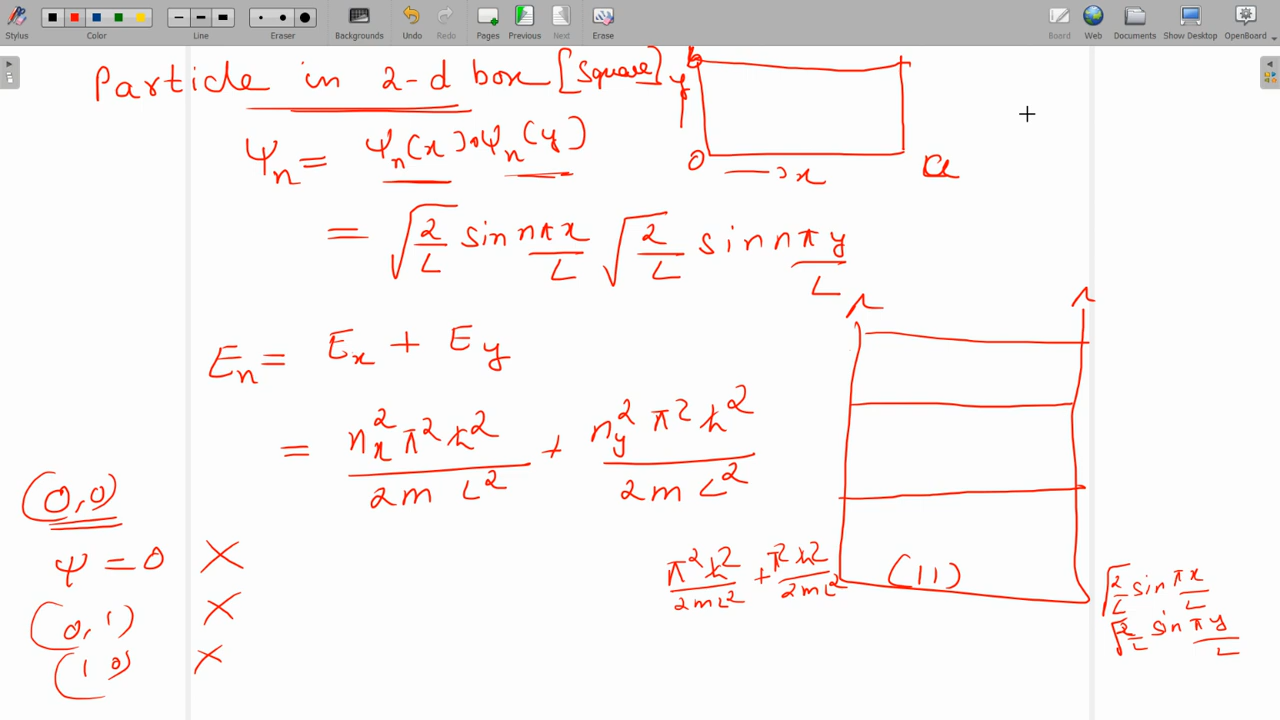 Stylus Color Line Eraser Backgrounds Undo Redo Pages Previous Next Erase Board Web Documents Show Desktop OpenBoard
Particle in 2-d box [Square]
b
y
0 → x a
ψn = ψn(x) . ψn(y)
= √(2/L) sin nπx/L √(2/L) sin nπy/L
En = Ex + Ey
= nx²π²ħ²/2mL² + ny²π²ħ²/2mL²
(0,0)
ψ = 0 ×
(0,1) ×
(1 0) ×
π²ħ²/2mL² + π²ħ²/2mL² (11)
√(2/L) sin πx/L
√(2/L) sin πy/L